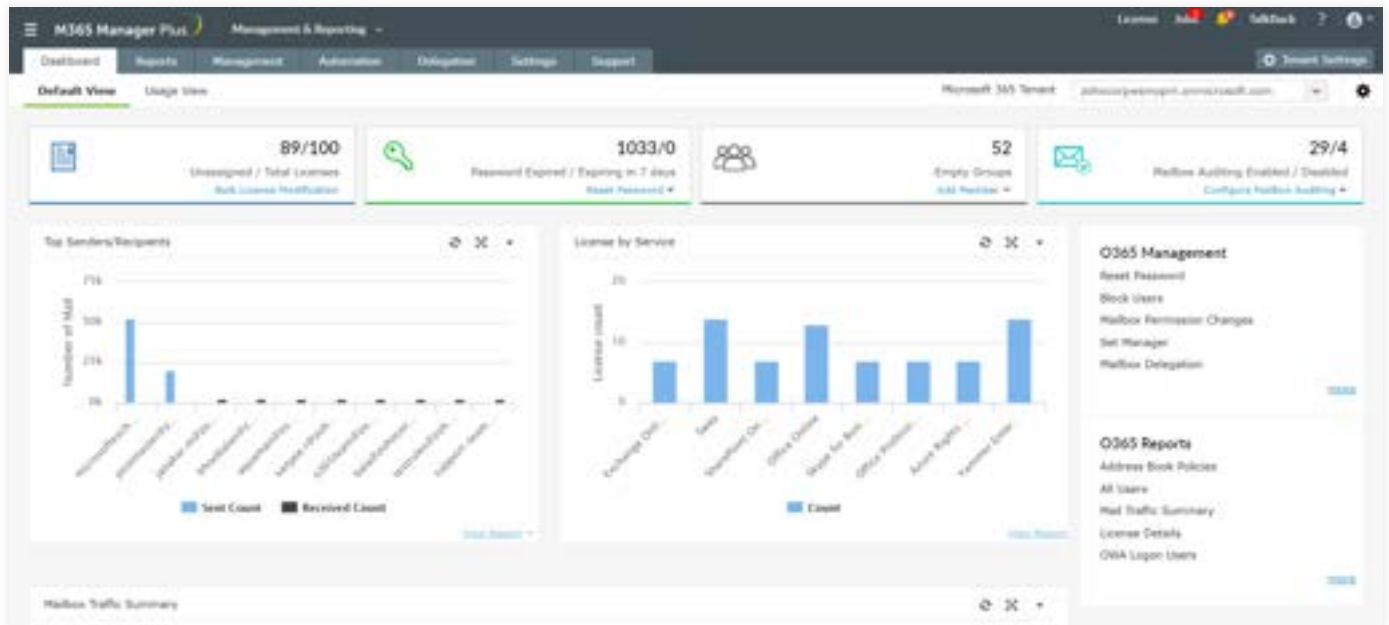 M365 Manager Plus
Management & Reporting
License Jobs TalkBack ?
Dashboard Reports Management Automation Delegation Settings Support
Tenant Settings
Default View Usage View
Microsoft 365 Tenant
89/100
Unassigned / Total Licenses
Bulk License Modification
1033/0
Password Expired / Expiring in 7 days
Reset Password
52
Empty Groups
Add Member
29/4
Mailbox Auditing Enabled / Disabled
Configure Mailbox Auditing
Top Senders/Recipients
75k
50k
25k
0k
Number of Mail
Sent Count Received Count
View Report
License by Service
20
10
0
License count
Exchange Onli...
Sway
SharePoint On...
Office Online
Skype for Busi...
Azure Rights ...
Yammer Enter...
Count
View Report
O365 Management
Reset Password
Block Users
Mailbox Permission Changes
Set Manager
Mailbox Delegation
more
O365 Reports
Address Book Policies
All Users
Mail Traffic Summary
License Details
OWA Logon Users
more
Mailbox Traffic Summary